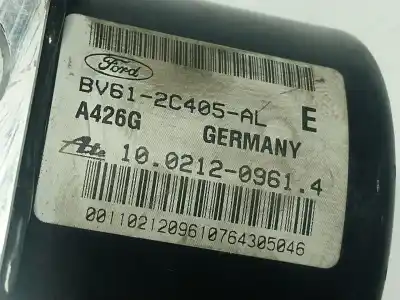 Ford
BV61-2C405-AL E
A426G GERMANY
Ate 10.0212-0961.4
00110212096107643050​46